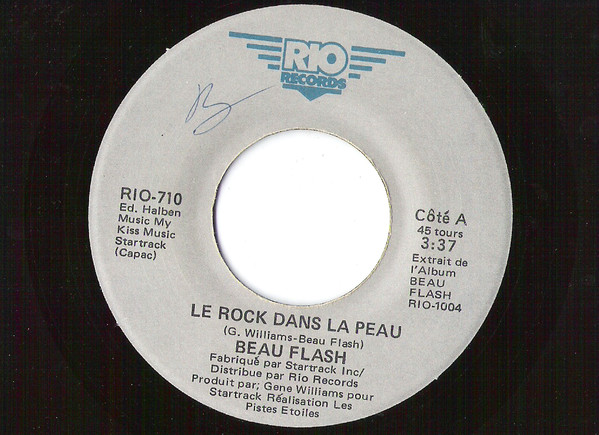 RIO
RECORDS
RIO-710
Ed. Halben
Music My
Kiss Music
Startrack
(Capac)
Côté A
45 tours
3:37
Extrait de
l'Album
BEAU
FLASH
RIO-1004
LE ROCK DANS LA PEAU
(G. Williams-Beau Flash)
BEAU FLASH
Fabriqué par Startrack Inc/
Distribue par Rio Records
Produit par; Gene Williams pour
Startrack Réalisation Les
Pistes Etoiles